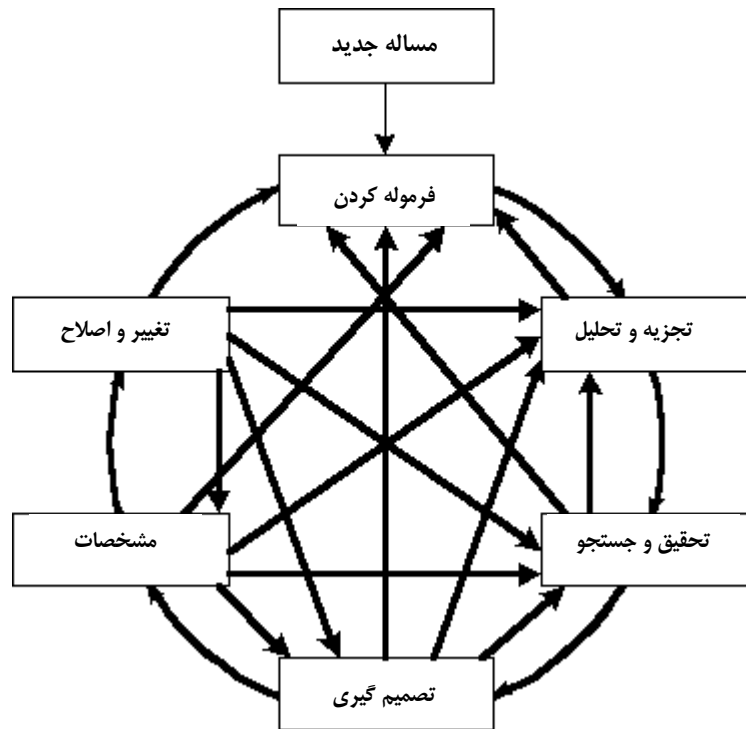 مساله جدید
فرموله کردن
تغییر و اصلاح
تجزیه و تحلیل
مشخصات
تحقیق و جستجو
تصمیم گیری